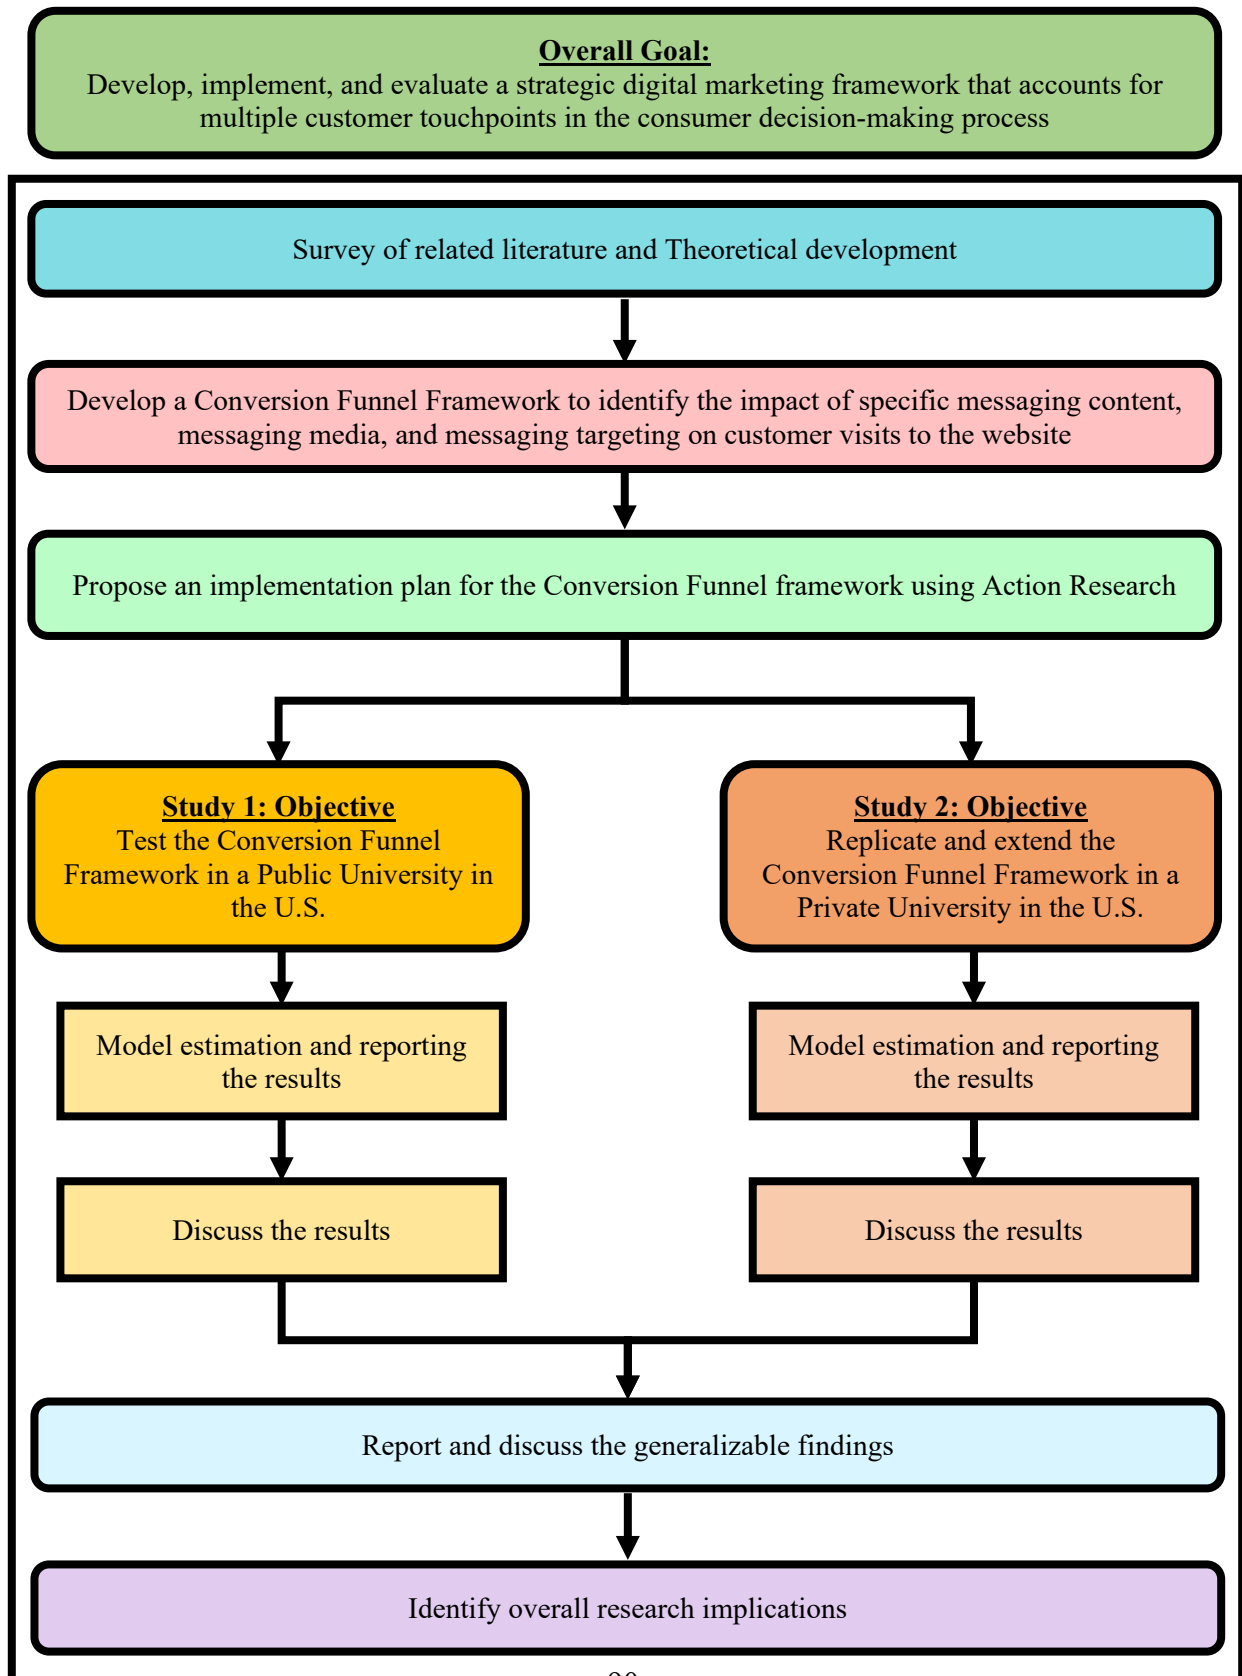 Overall Goal:
Develop, implement, and evaluate a strategic digital marketing framework that accounts for
multiple customer touchpoints in the consumer decision-making process
Survey of related literature and Theoretical development
Develop a Conversion Funnel Framework to identify the impact of specific messaging content,
messaging media, and messaging targeting on customer visits to the website
Propose an implementation plan for the Conversion Funnel framework using Action Research
Study 1: Objective
Test the Conversion Funnel
Framework in a Public University in
the U.S.
Study 2: Objective
Replicate and extend the
Conversion Funnel Framework in a
Private University in the U.S.
Model estimation and reporting
the results
Model estimation and reporting
the results
Discuss the results
Discuss the results
Report and discuss the generalizable findings
Identify overall research implications